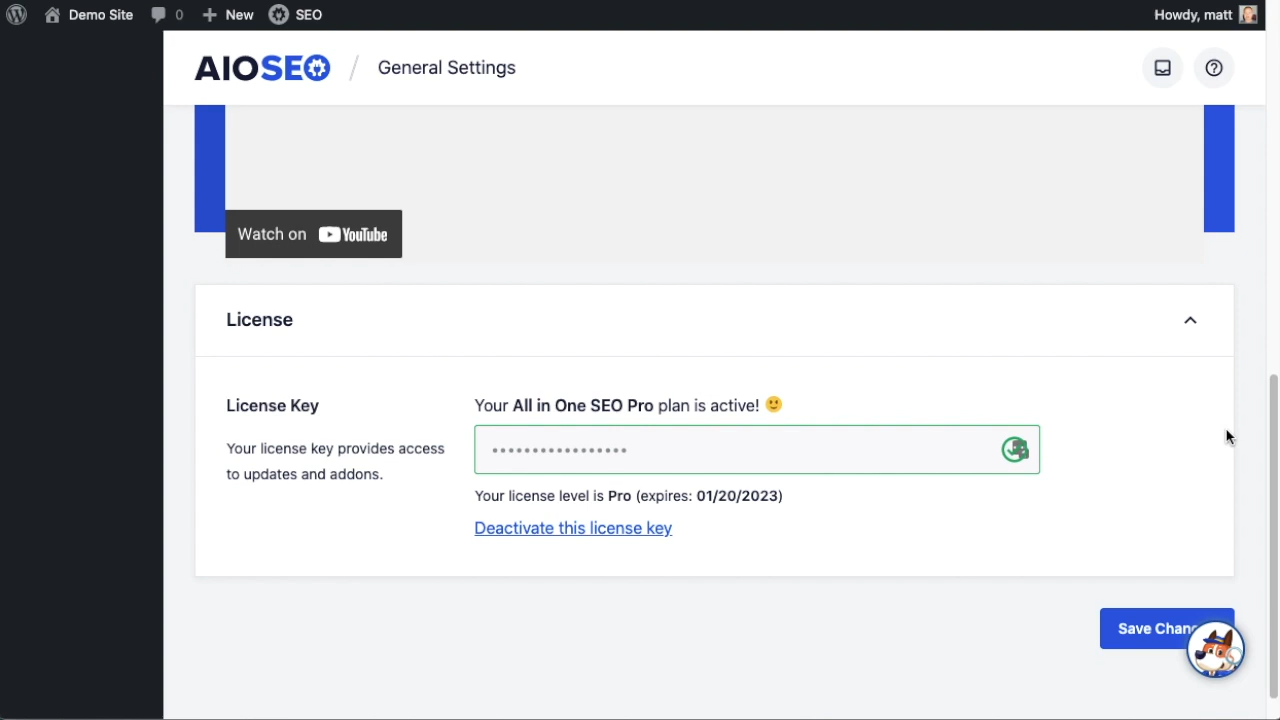 Demo Site 0 New SEO Howdy, matt
AIOSEO / General Settings
Watch on YouTube
License
License Key
Your license key provides access
to updates and addons.
Your All in One SEO Pro plan is active! 🙂
•••••••••••••••••
Your license level is Pro (expires: 01/20/2023)
Deactivate this license key
Save Chan